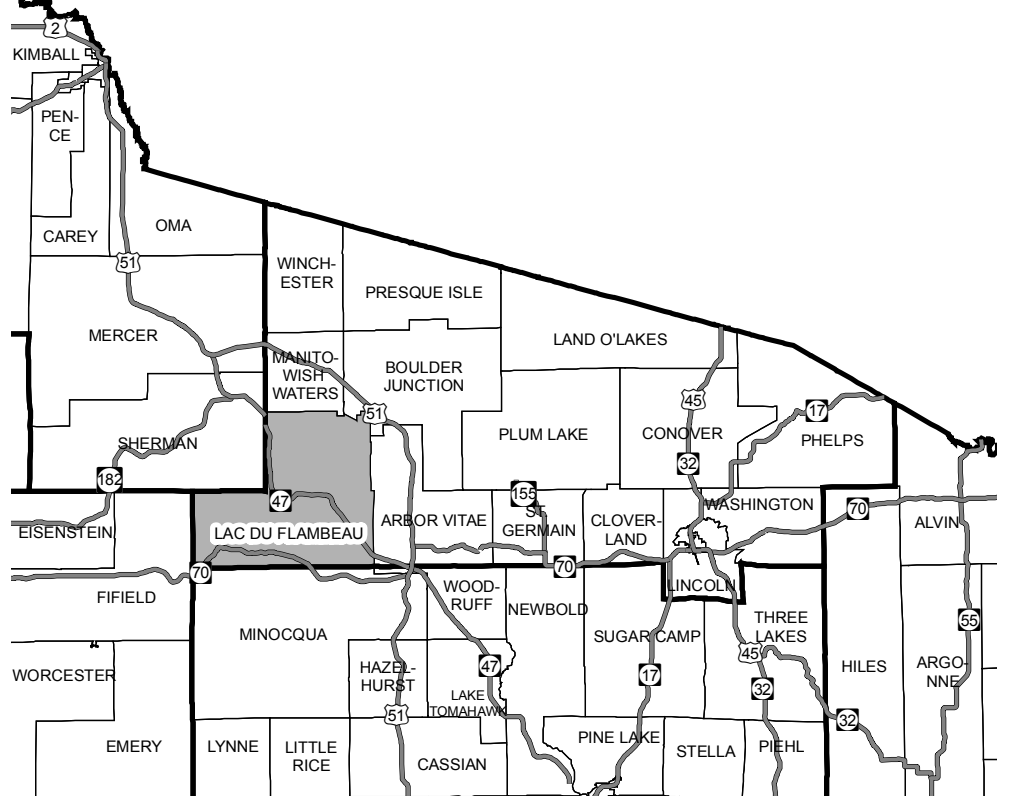 2
KIMBALL
PEN-
CE
OMA
CAREY
51
WINCH-
ESTER
PRESQUE ISLE
MERCER
LAND O'LAKES
MANITO-
WISH
WATERS
BOULDER
JUNCTION
45
17
51
SHERMAN
PLUM LAKE
CONOVER
PHELPS
32
182
47
155
WASHINGTON
70
EISENSTEIN
LAC DU FLAMBEAU
ARBOR VITAE
ST.
GERMAIN
CLOVER-
LAND
ALVIN
70
70
FIFIELD
WOOD-
RUFF
NEWBOLD
LINCOLN
MINOCQUA
SUGAR CAMP
THREE
LAKES
55
WORCESTER
HAZEL-
HURST
47
17
45
HILES
ARGO-
NNE
LAKE
TOMAHAWK
32
51
32
EMERY
LYNNE
LITTLE
RICE
CASSIAN
PINE LAKE
STELLA
PIEHL